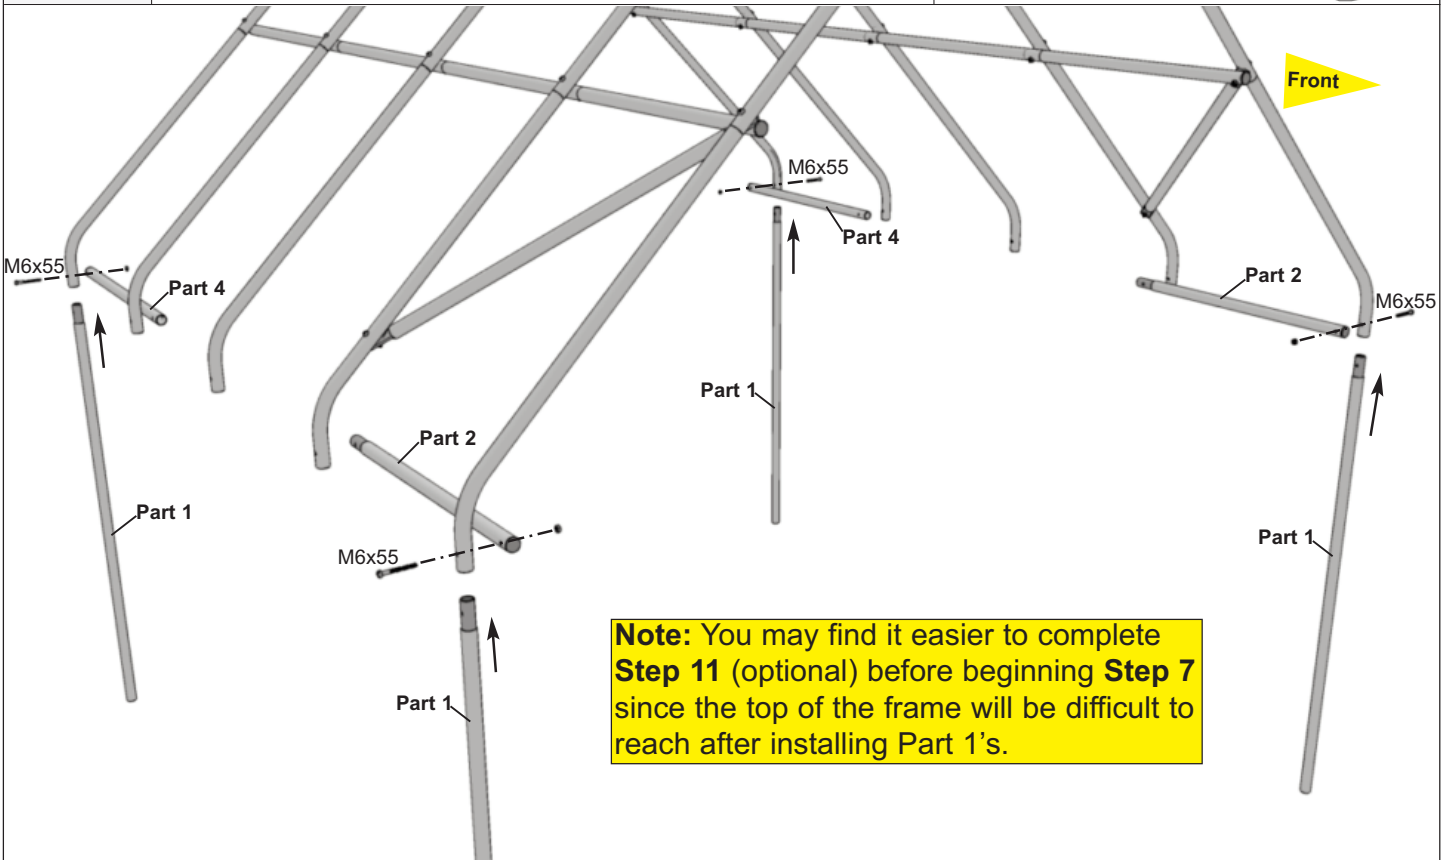 Front
M6x55
Part 4
M6x55
Part 4
Part 2
M6x55
Part 1
Part 2
Part 1
Part 1
M6x55
Part 1
Note: You may find it easier to complete
Step 11 (optional) before beginning Step 7
since the top of the frame will be difficult to
reach after installing Part 1’s.